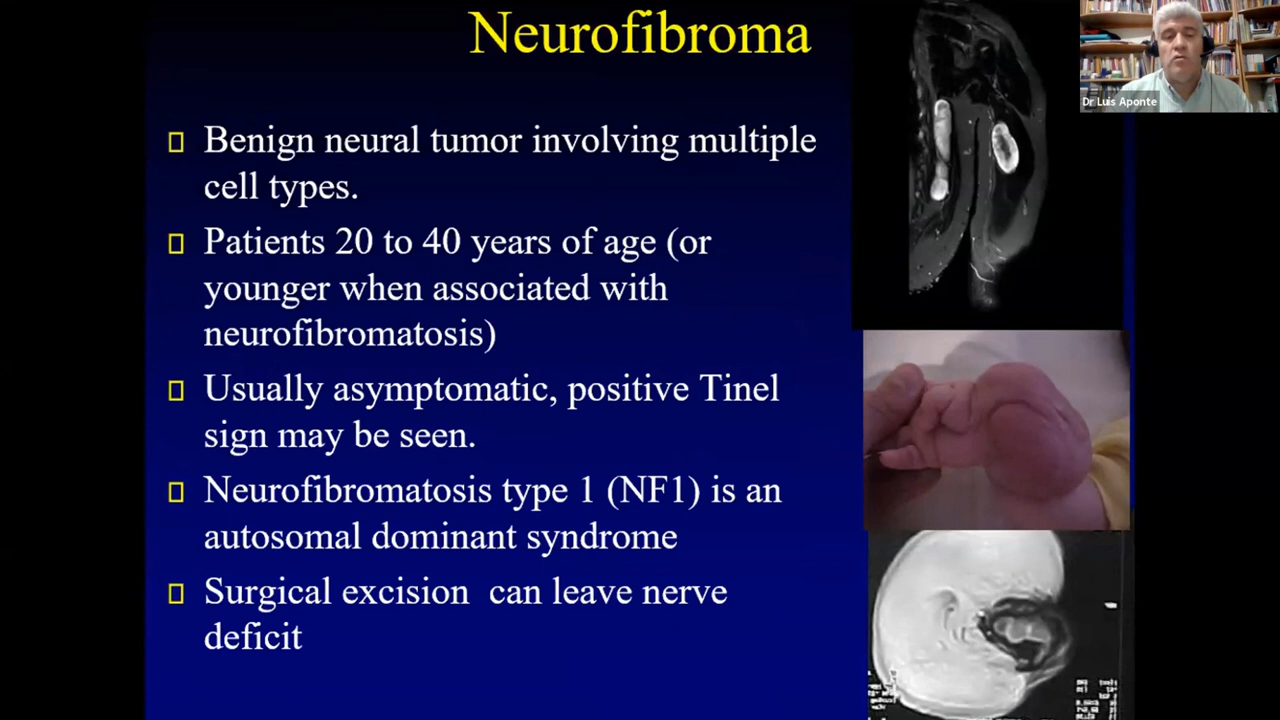 Neurofibroma
Dr Luis Aponte
Benign neural tumor involving multiple
cell types.
Patients 20 to 40 years of age (or
younger when associated with
neurofibromatosis)
Usually asymptomatic, positive Tinel
sign may be seen.
Neurofibromatosis type 1 (NF1) is an
autosomal dominant syndrome
Surgical excision can leave nerve
deficit